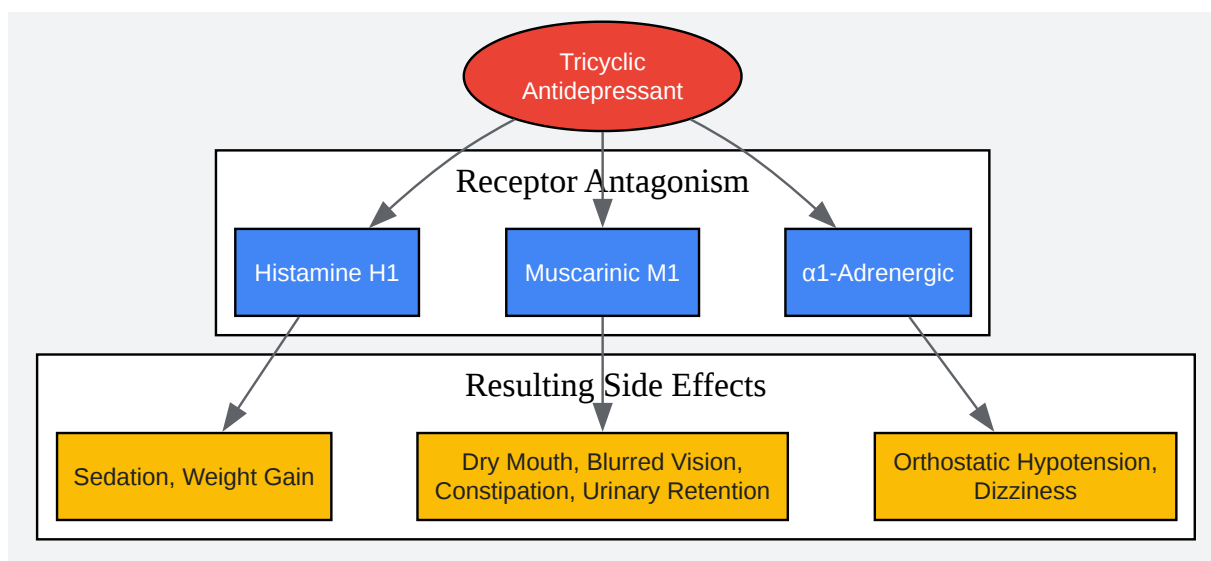 Tricyclic
Antidepressant
Receptor Antagonism
Histamine H1
Muscarinic M1
α1-Adrenergic
Resulting Side Effects
Sedation, Weight Gain
Dry Mouth, Blurred Vision,
Constipation, Urinary Retention
Orthostatic Hypotension,
Dizziness